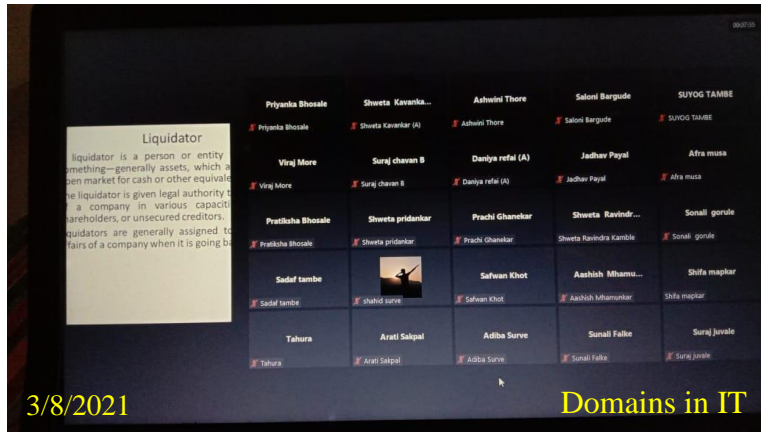 00:07:55
Liquidator
liquidator is a person or entity
omething—generally assets, which a
pen market for cash or other equivale
he liquidator is given legal authority t
f a company in various capaciti
hareholders, or unsecured creditors.
quidators are generally assigned to
ffairs of a company when it is going ba
Priyanka Bhosale
Shweta Kavanka...
Ashwini Thore
Saloni Bargude
SUYOG TAMBE
Priyanka Bhosale
Shweta Kavankar (A)
Ashwini Thore
Saloni Bargude
SUYOG TAMBE
Viraj More
Suraj chavan B
Daniya refai (A)
Jadhav Payal
Afra musa
Viraj More
Suraj chavan B
Daniya refai (A)
Jadhav Payal
Afra musa
Pratiksha Bhosale
Shweta pridankar
Prachi Ghanekar
Shweta Ravindr...
Sonali gorule
Pratiksha Bhosale
Shweta pridankar
Prachi Ghanekar
Shweta Ravindra Kamble
Sonali gorule
Sadaf tambe
Safwan Khot
Aashish Mhamu...
Shifa mapkar
Sadaf tambe
shahid surve
Safwan Khot
Aashish Mhamunkar
Shifa mapkar
Tahura
Arati Sakpal
Adiba Surve
Sunali Falke
Suraj juvale
Tahura
Arati Sakpal
Adiba Surve
Sunali Falke
Suraj juvale
3/8/2021
Domains in IT